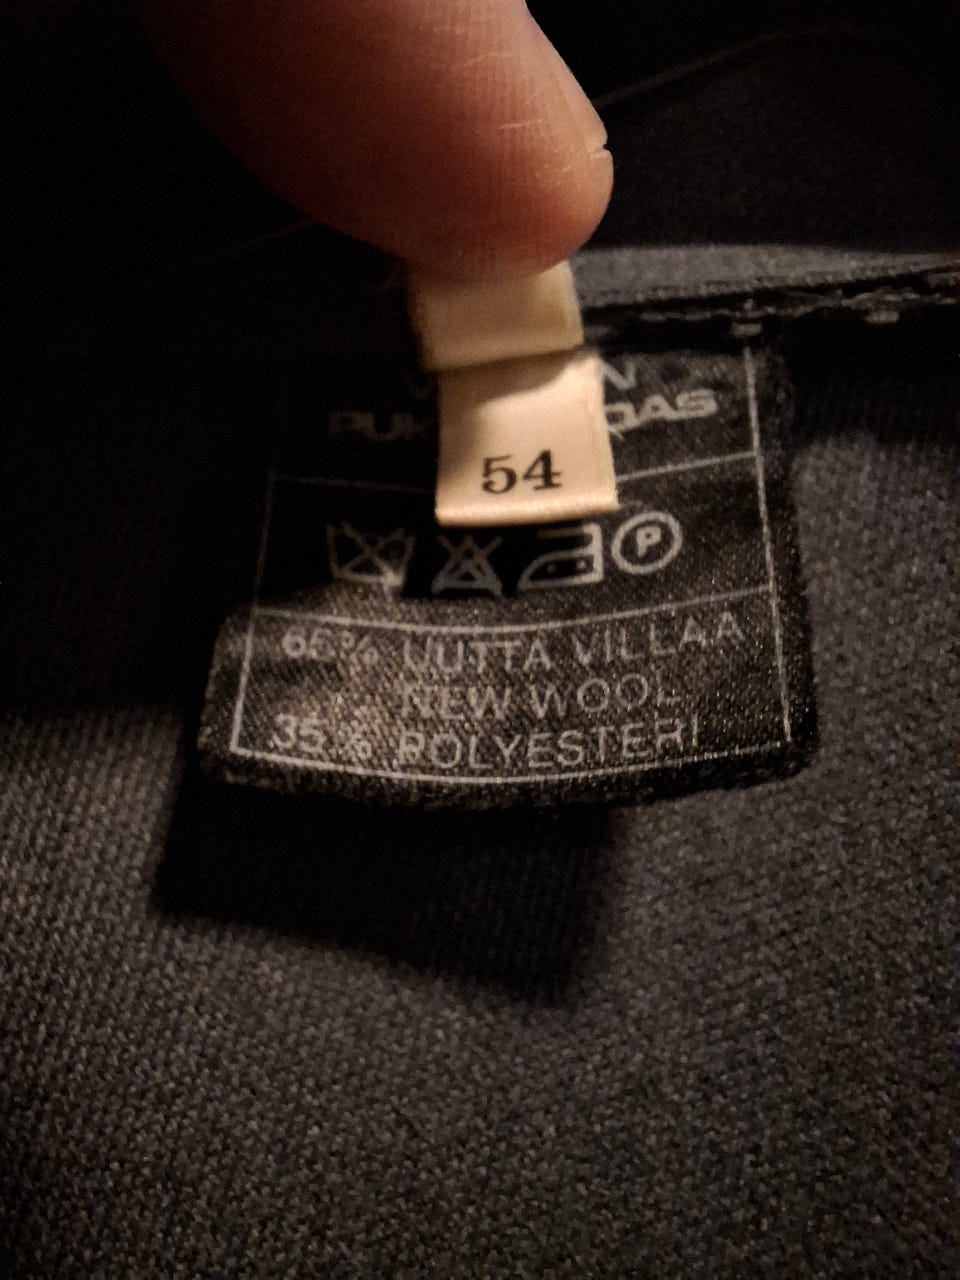 54
P
65% UUTTA VILLAA
NEW WOOL
35% POLYESTERI